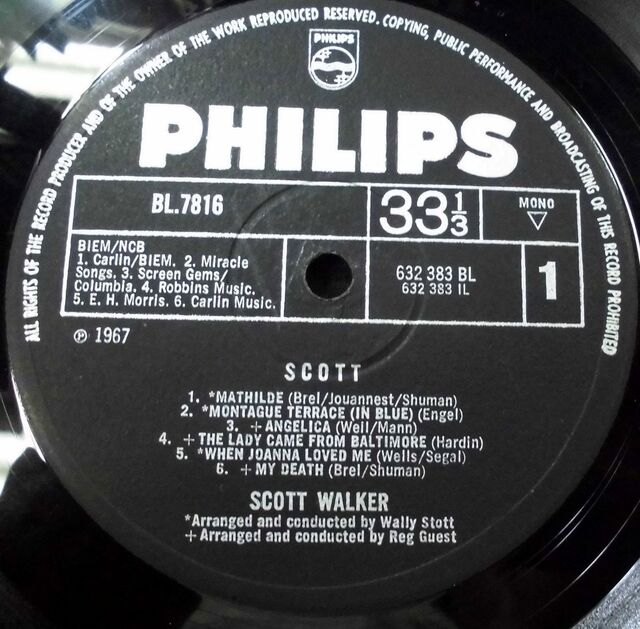 ALL RIGHTS OF THE RECORD PRODUCER AND OF THE OWNER OF THE WORK REPRODUCED RESERVED. COPYING, PUBLIC PERFORMANCE AND BROADCASTING OF THIS RECORD PROHIBITED
PHILIPS
PHILIPS
BL.7816
33 1/3
MONO
BIEM/NCB
1. Carlin/BIEM. 2. Miracle
Songs. 3. Screen Gems/
Columbia. 4. Robbins Music.
5. E. H. Morris. 6. Carlin Music.
632 383 BL
632 383 IL
1
℗ 1967
SCOTT
1. *MATHILDE (Brel/Jouannest/Shuman)
2. *MONTAGUE TERRACE (IN BLUE) (Engel)
3. + ANGELICA (Weil/Mann)
4. + THE LADY CAME FROM BALTIMORE (Hardin)
5. *WHEN JOANNA LOVED ME (Wells/Segal)
6. + MY DEATH (Brel/Shuman)
SCOTT WALKER
*Arranged and conducted by Wally Stott
+Arranged and conducted by Reg Guest